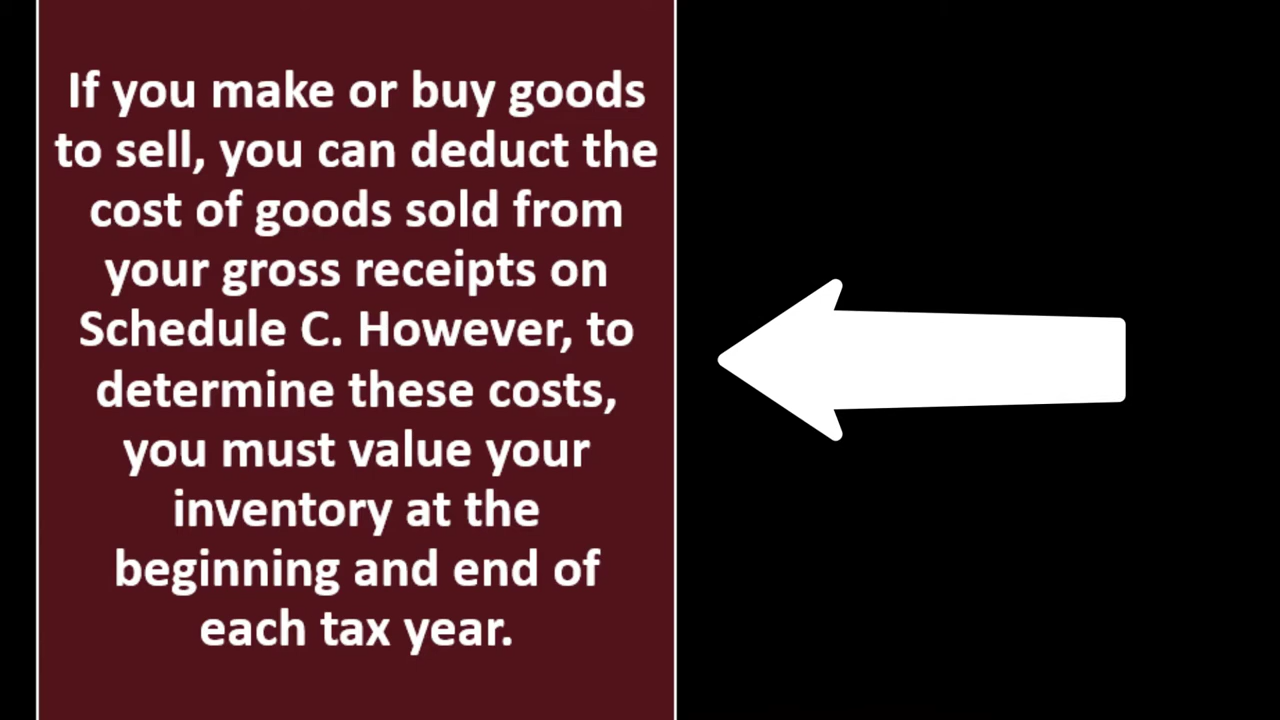 If you make or buy goods
to sell, you can deduct the
cost of goods sold from
your gross receipts on
Schedule C. However, to
determine these costs,
you must value your
inventory at the
beginning and end of
each tax year.